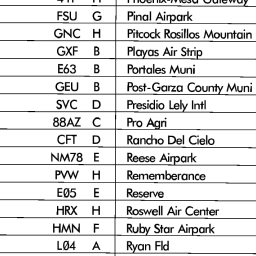 Phoenix-Mesa Gateway
FSU G Pinal Airpark
GNC H Pitcock Rosillos Mountain
GXF B Playas Air Strip
E63 B Portales Muni
GEU B Post-Garza County Muni
SVC D Presidio Lely Intl
88AZ C Pro Agri
CFT D Rancho Del Cielo
NM78 E Reese Airpark
PVW H Rememberance
E05 E Reserve
HRX H Roswell Air Center
HMN F Ruby Star Airpark
L04 A Ryan Fld